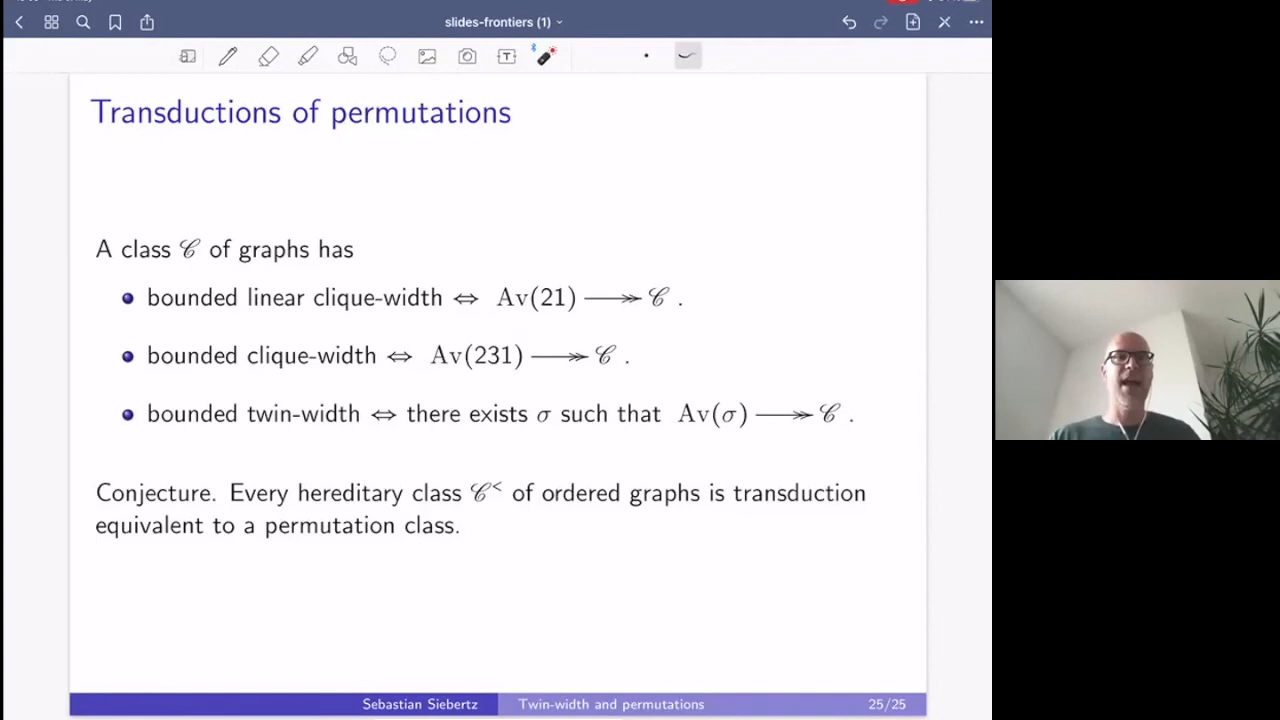 slides-frontiers (1)
Transductions of permutations
A class 𝒞 of graphs has
bounded linear clique-width ⇔ Av(21) ↠ 𝒞 .
bounded clique-width ⇔ Av(231) ↠ 𝒞 .
bounded twin-width ⇔ there exists σ such that Av(σ) ↠ 𝒞 .
Conjecture. Every hereditary class 𝒞< of ordered graphs is transduction
equivalent to a permutation class.
Sebastian Siebertz Twin-width and permutations 25/25